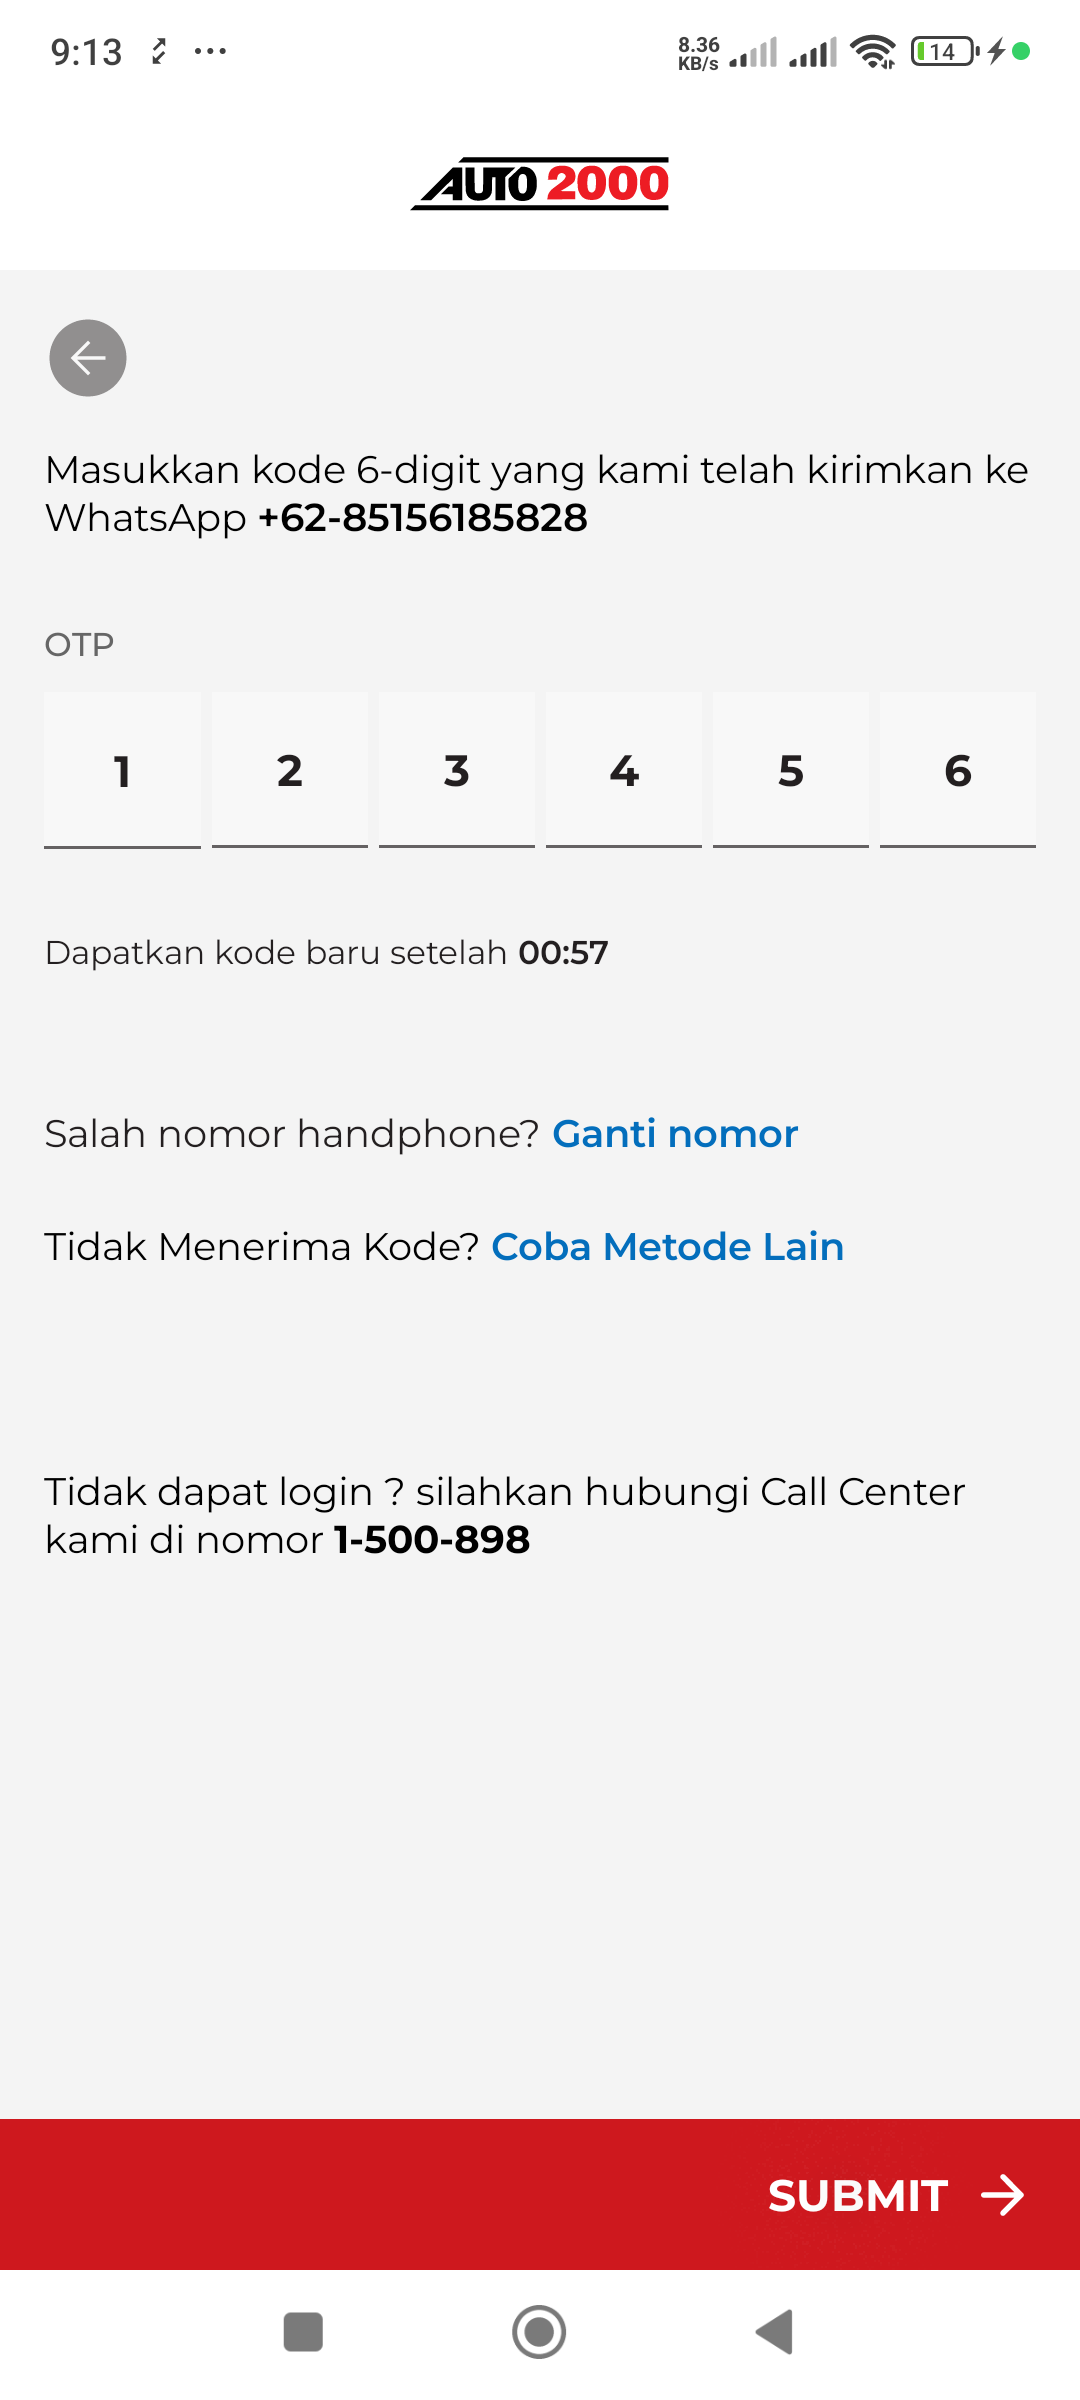 9:13
8.36
KB/s
14
AUTO 2000
Masukkan kode 6-digit yang kami telah kirimkan ke
WhatsApp +62-85156185828
OTP
1 2 3 4 5 6
Dapatkan kode baru setelah 00:57
Salah nomor handphone? Ganti nomor
Tidak Menerima Kode? Coba Metode Lain
Tidak dapat login ? silahkan hubungi Call Center
kami di nomor 1-500-898
SUBMIT